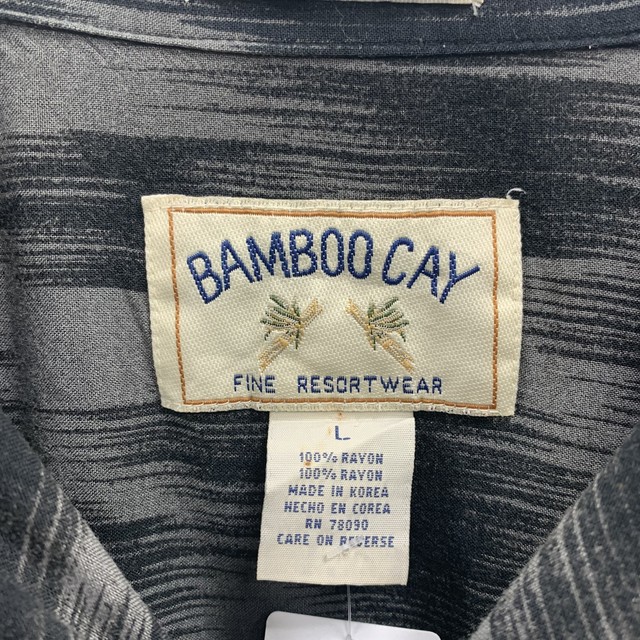 BAMBOO CAY
FINE RESORTWEAR
L
100% RAYON
100% RAYON
MADE IN KOREA
HECHO EN COREA
RN 78090
CARE ON REVERSE